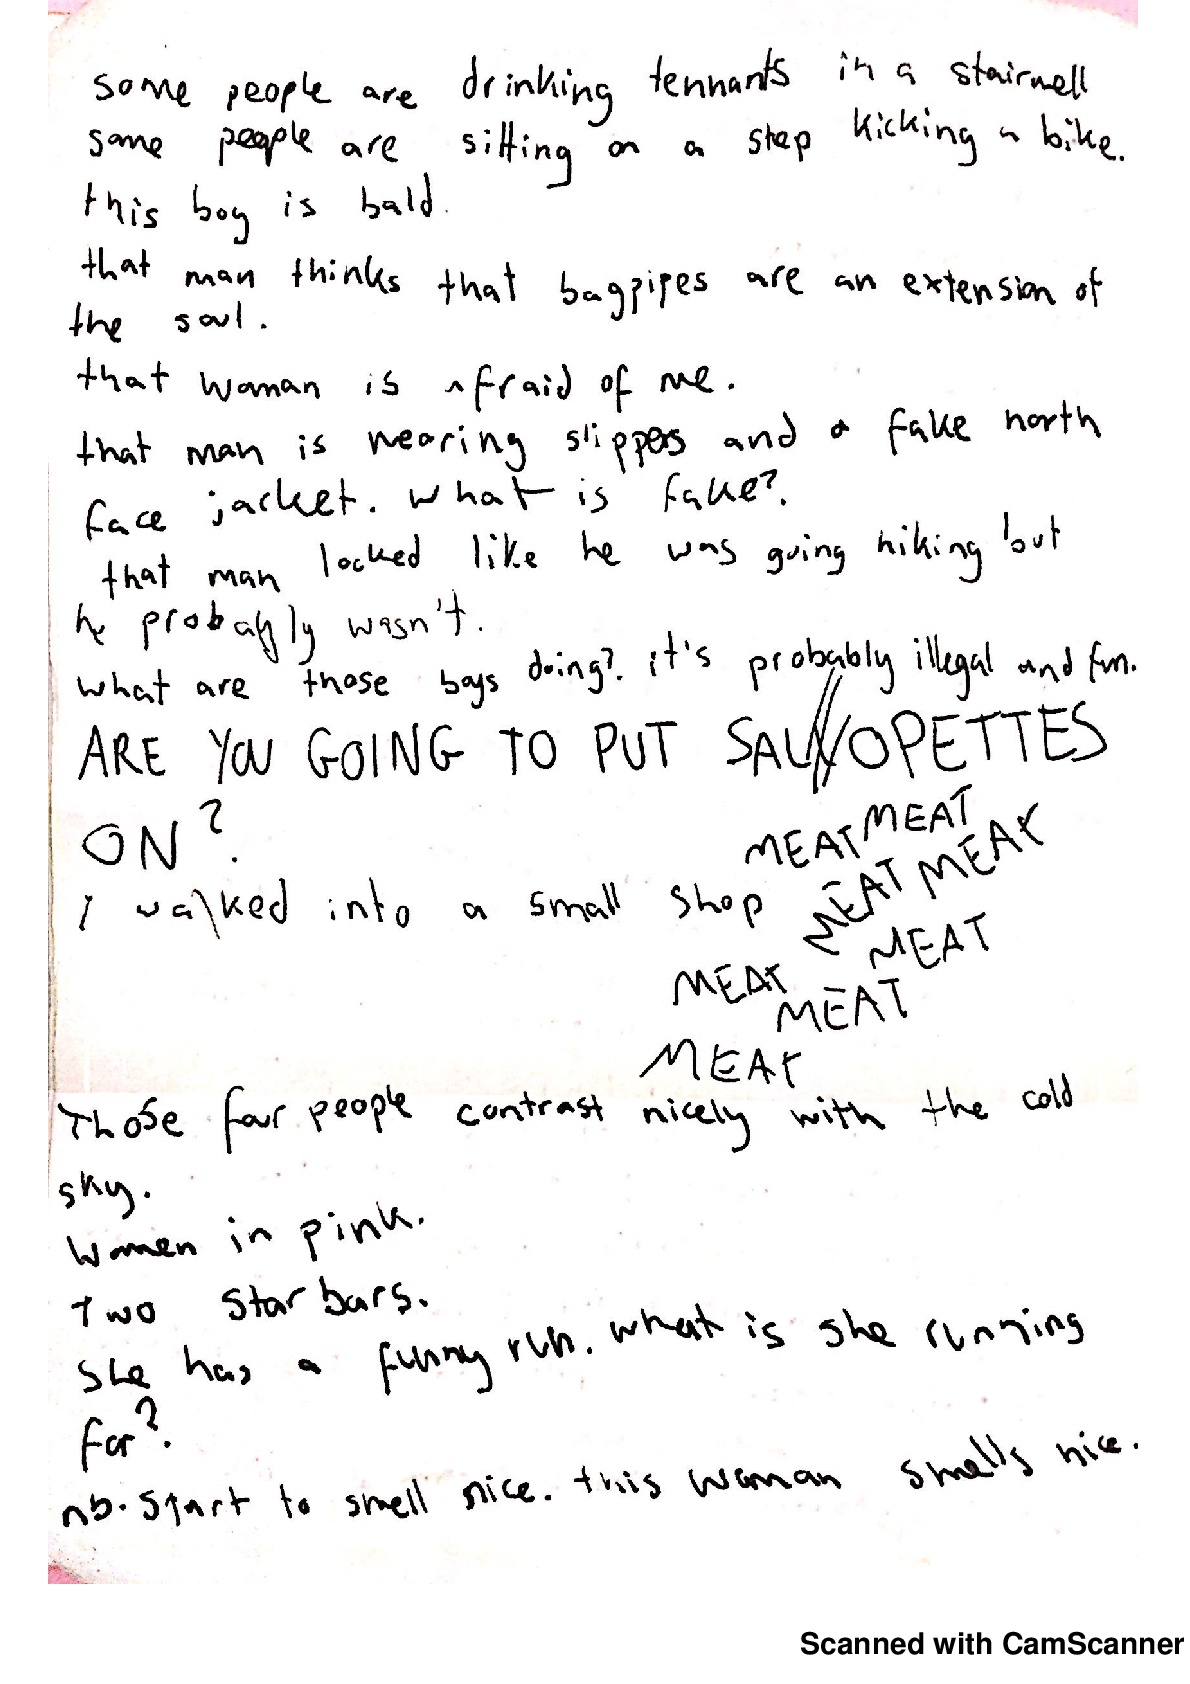 some people are drinking tennants in a stairwell
some people are sitting on a step kicking a bike.
this boy is bald.
that man thinks that bagpipes are an extension of
the soul.
that woman is afraid of me.
that man is wearing slippers and a fake north
face jacket. what is fake?
that man looked like he was going hiking but
he probably wasn't.
what are those boys doing? it's probably illegal and fun.
ARE YOU GOING TO PUT SALLOPETTES
ON?
MEAT MEAT
MEAT MEAT
I walked into a small shop
MEAT
MEAT
MEAT
MEAT
Those four people contrast nicely with the cold
sky.
Women in pink.
Two star bars.
She has a funny run. what is she running
for?
nb. start to smell nice. this woman smells nice.
Scanned with CamScanner